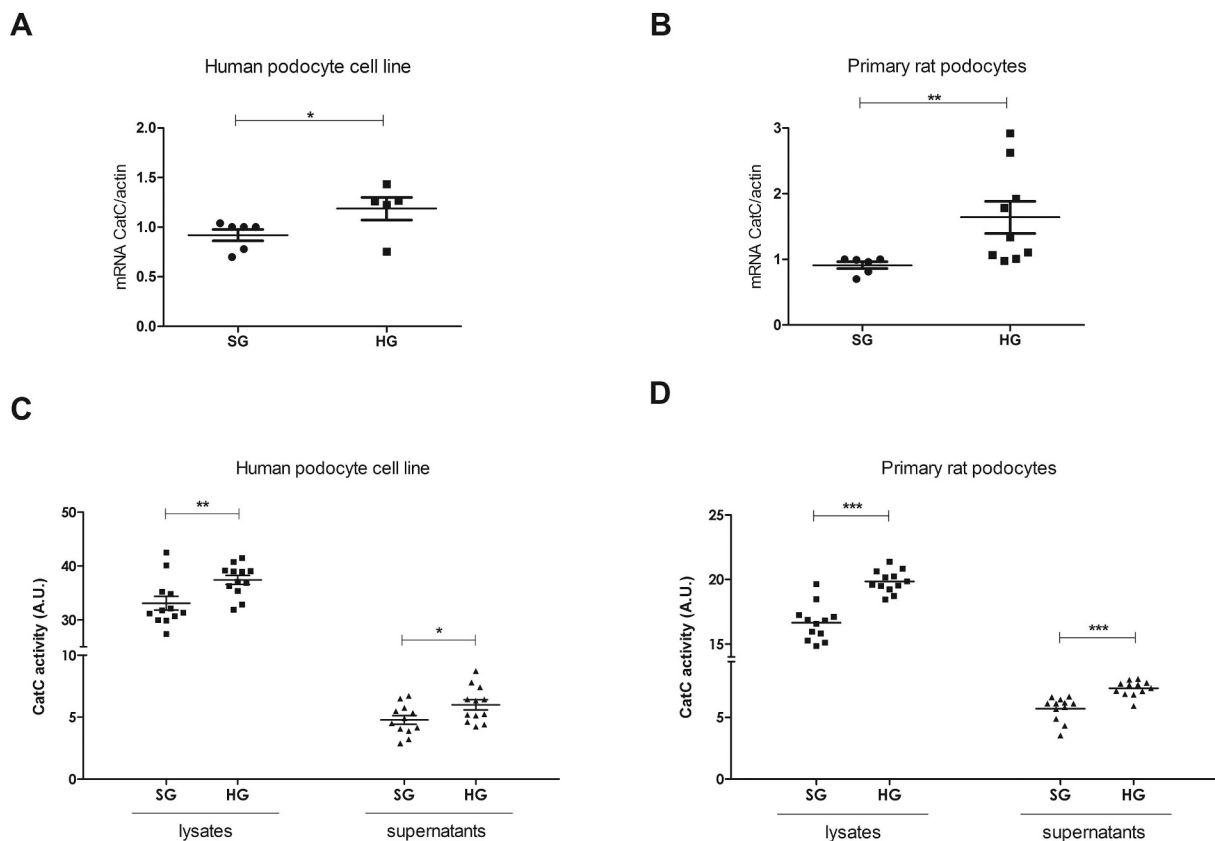 A
Human podocyte cell line
*
2.0
1.5
1.0
0.5
0.0
mRNA CatC/actin
SG HG
B
Primary rat podocytes
**
3
2
1
0
mRNA CatC/actin
SG HG
C
Human podocyte cell line
**
*
50
40
30
10
5
0
CatC activity (A.U.)
SG HG SG HG
lysates supernatants
D
Primary rat podocytes
***
***
25
20
15
5
0
CatC activity (A.U.)
SG HG SG HG
lysates supernatants